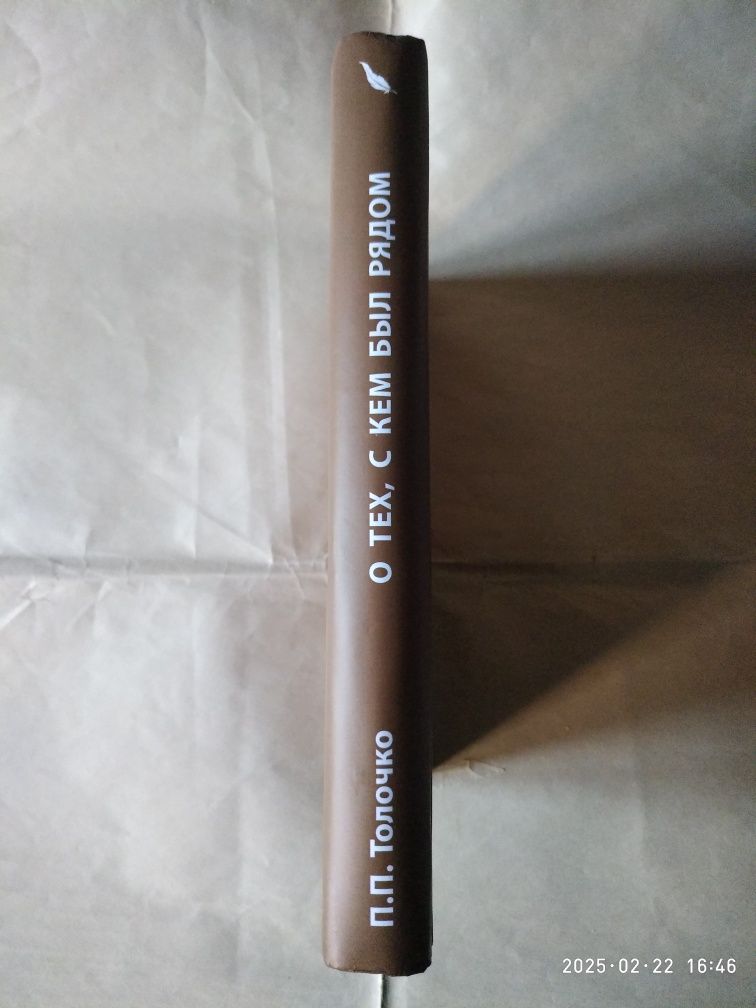 П.П. Толочко
О ТЕХ, С КЕМ БЫЛ РЯДОМ
2025·02·22 16:46